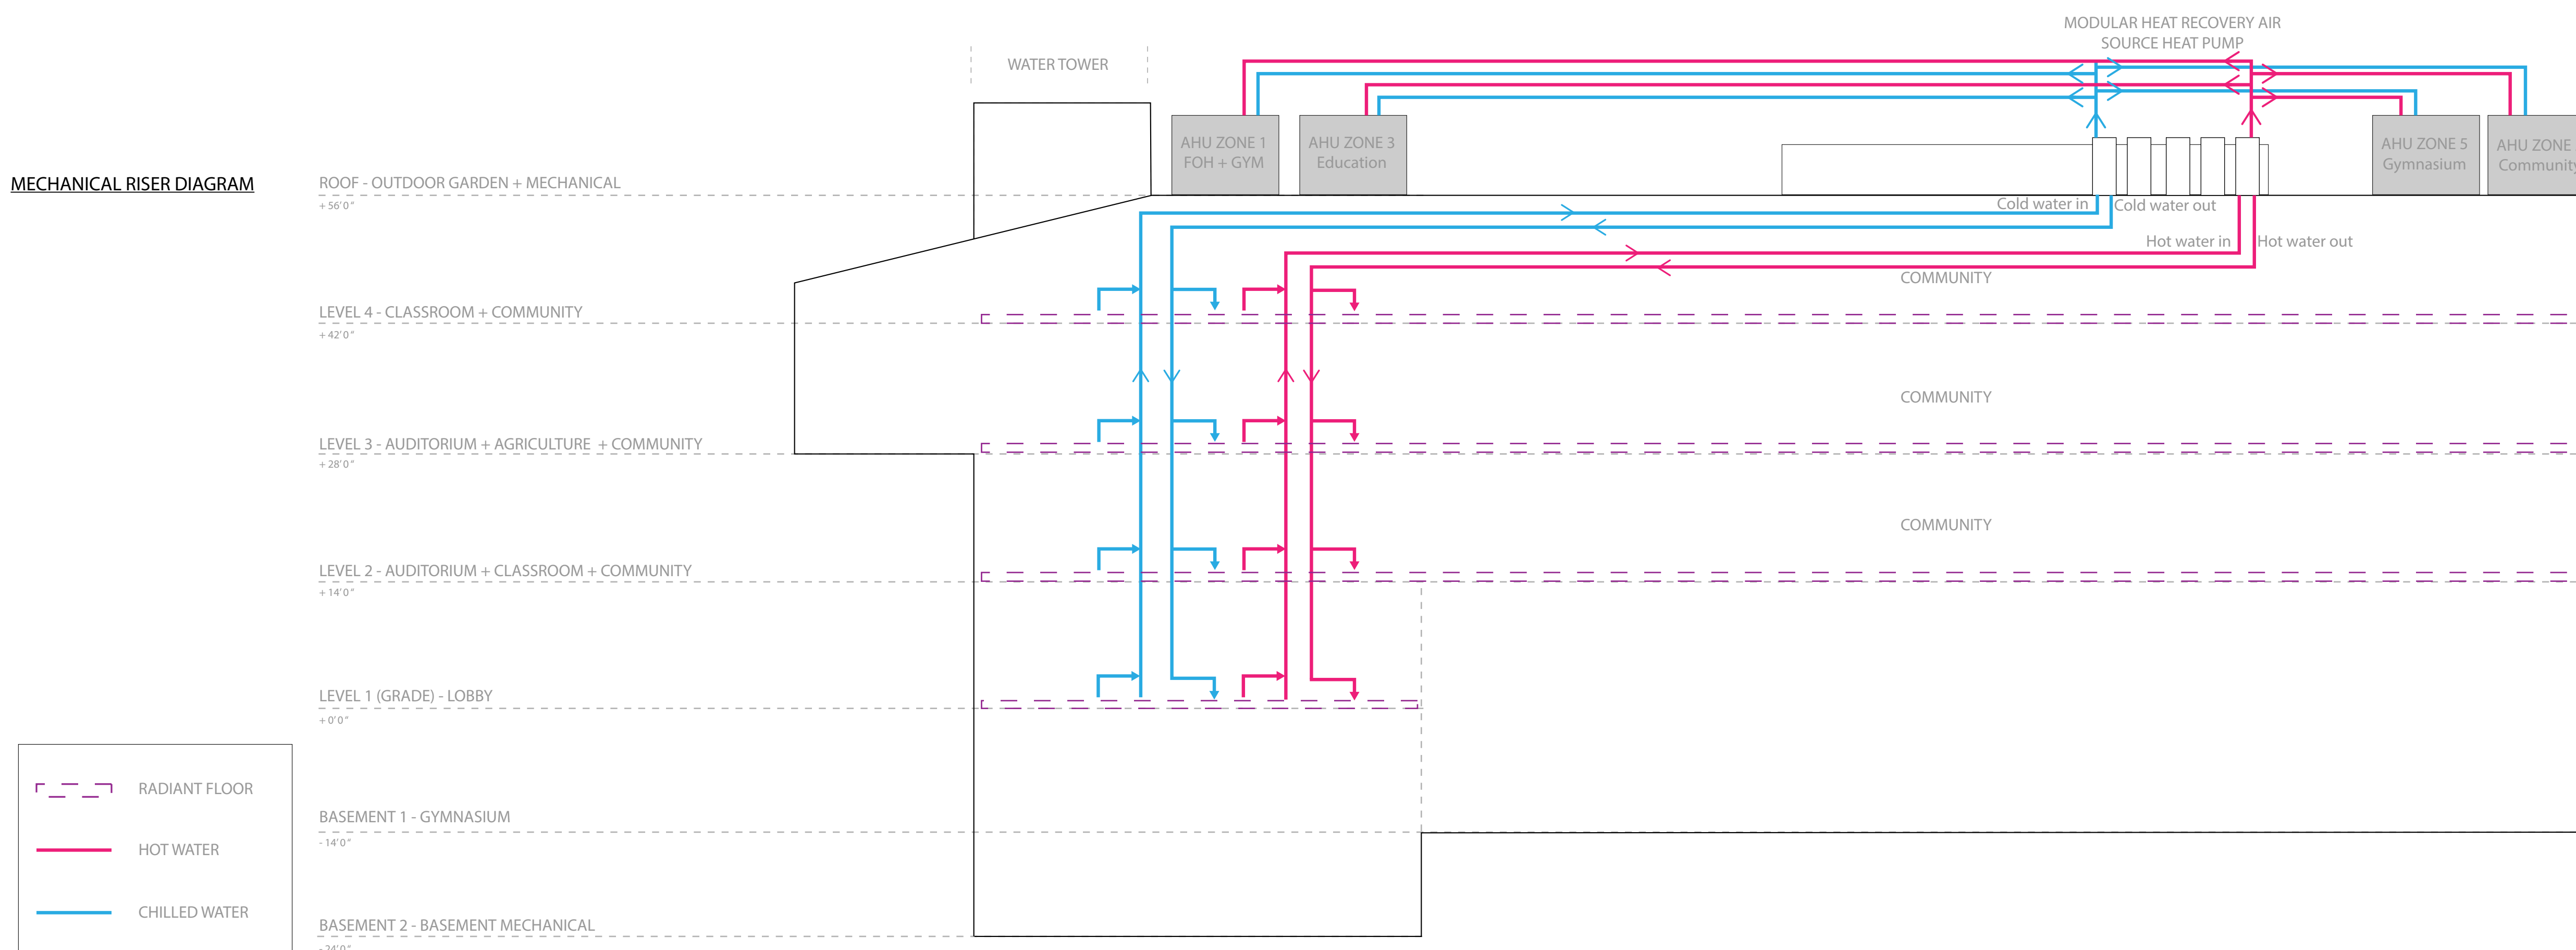 MODULAR HEAT RECOVERY AIR
SOURCE HEAT PUMP
WATER TOWER
AHU ZONE 1
FOH + GYM
AHU ZONE 3
Education
AHU ZONE 5
Gymnasium
AHU ZONE
Community
MECHANICAL RISER DIAGRAM
ROOF - OUTDOOR GARDEN + MECHANICAL
+ 56'0"
Cold water in
Cold water out
Hot water in
Hot water out
COMMUNITY
LEVEL 4 - CLASSROOM + COMMUNITY
+ 42'0"
COMMUNITY
LEVEL 3 - AUDITORIUM + AGRICULTURE + COMMUNITY
+ 28'0"
COMMUNITY
LEVEL 2 - AUDITORIUM + CLASSROOM + COMMUNITY
+ 14'0"
LEVEL 1 (GRADE) - LOBBY
+ 0'0"
RADIANT FLOOR
BASEMENT 1 - GYMNASIUM
- 14'0"
HOT WATER
CHILLED WATER
BASEMENT 2 - BASEMENT MECHANICAL
- 24'0"